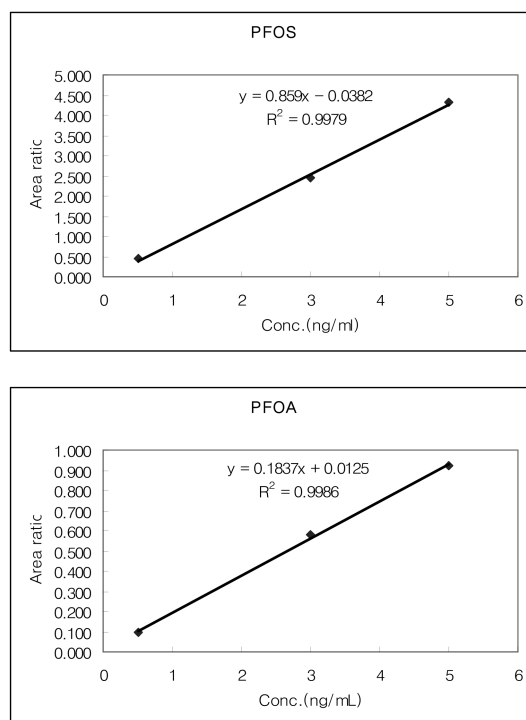 PFOS
y = 0.859x − 0.0382
R² = 0.9979
Area ratio
5.000
4.500
4.000
3.500
3.000
2.500
2.000
1.500
1.000
0.500
0.000
0 1 2 3 4 5 6
Conc.(ng/ml)
PFOA
y = 0.1837x + 0.0125
R² = 0.9986
Area ratio
1.000
0.900
0.800
0.700
0.600
0.500
0.400
0.300
0.200
0.100
0.000
0 1 2 3 4 5 6
Conc.(ng/mL)